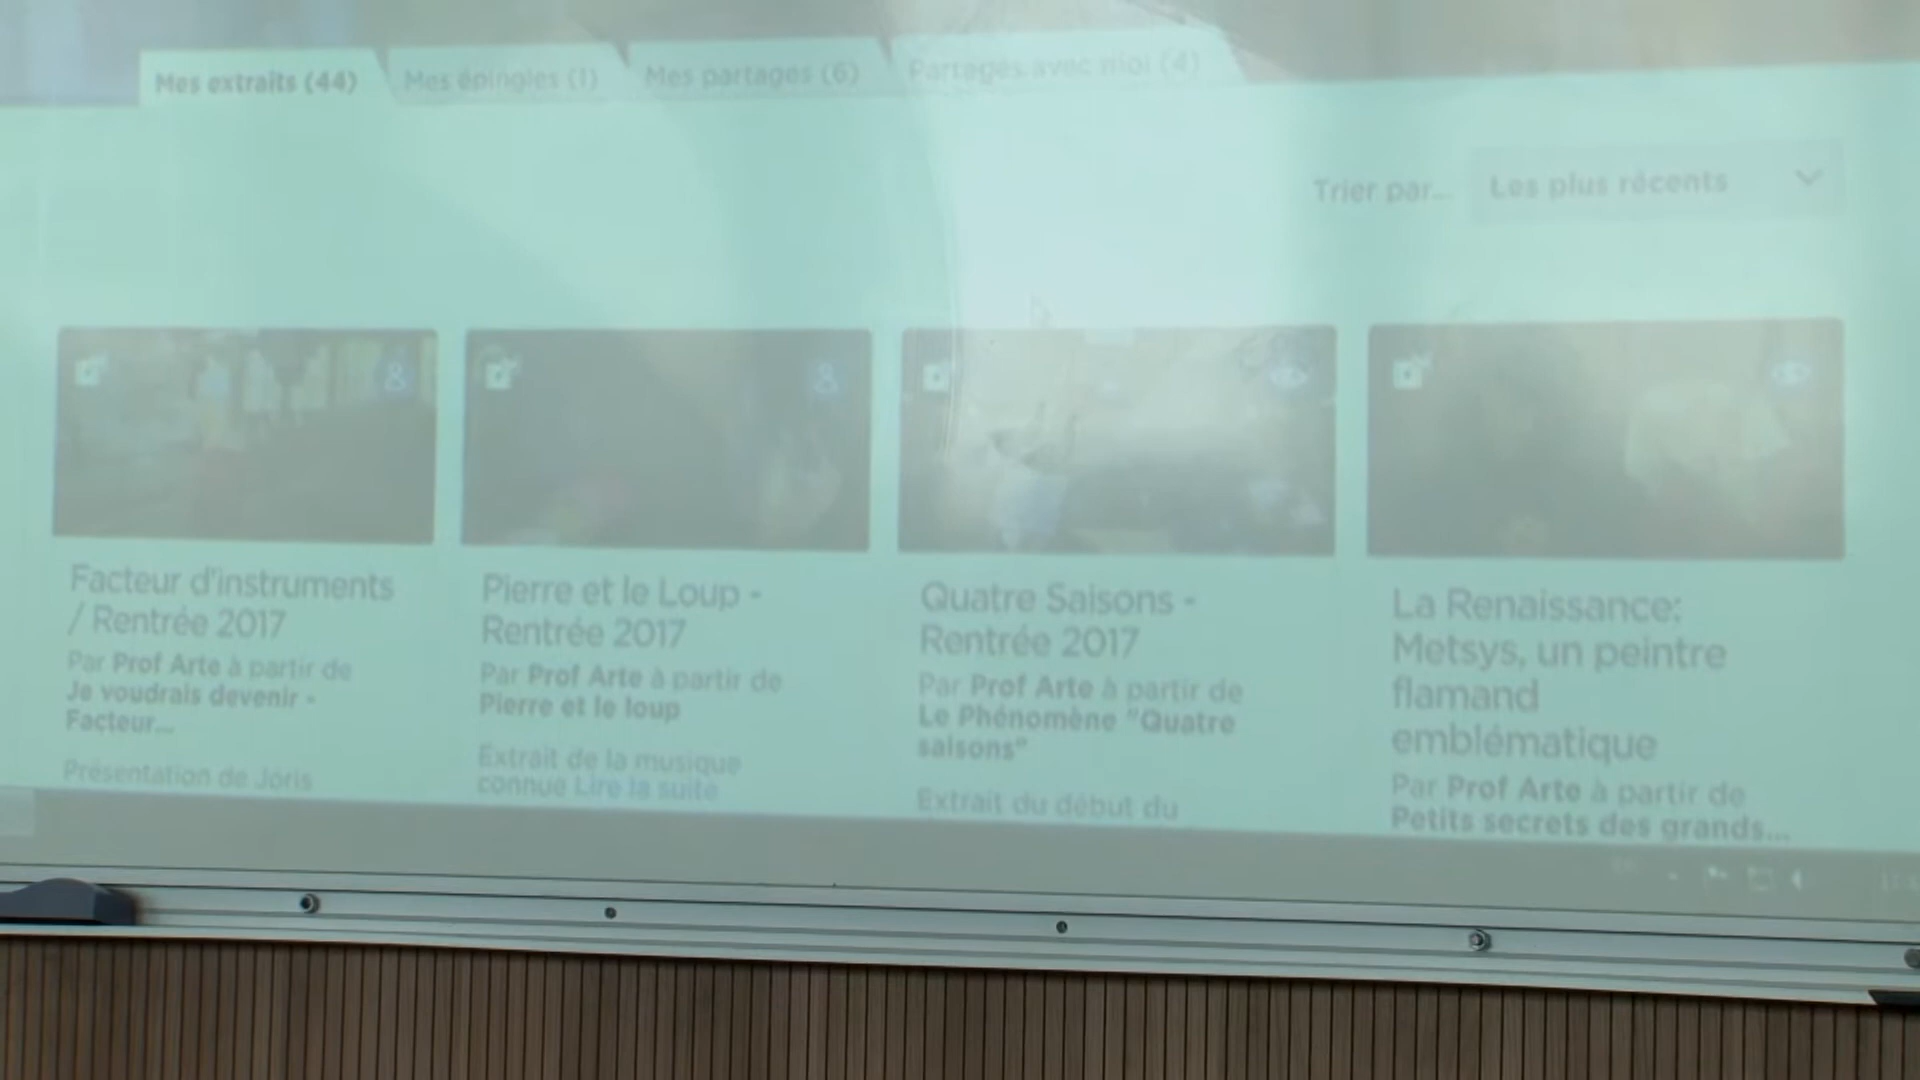 Mes extraits (44)
Mes épingles (1)
Mes partages (6)
Partagés avec moi (4)
Trier par...
Les plus récents
Facteur d'instruments
/ Rentrée 2017
Par Prof Arte à partir de
Je voudrais devenir -
Facteur...
Présentation de Joris
Pierre et le Loup -
Rentrée 2017
Par Prof Arte à partir de
Pierre et le loup
Extrait de la musique
connue Lire la suite
Quatre Saisons -
Rentrée 2017
Par Prof Arte à partir de
Le Phénomène "Quatre
saisons"
Extrait du début du
La Renaissance:
Metsys, un peintre
flamand
emblématique
Par Prof Arte à partir de
Petits secrets des grands...